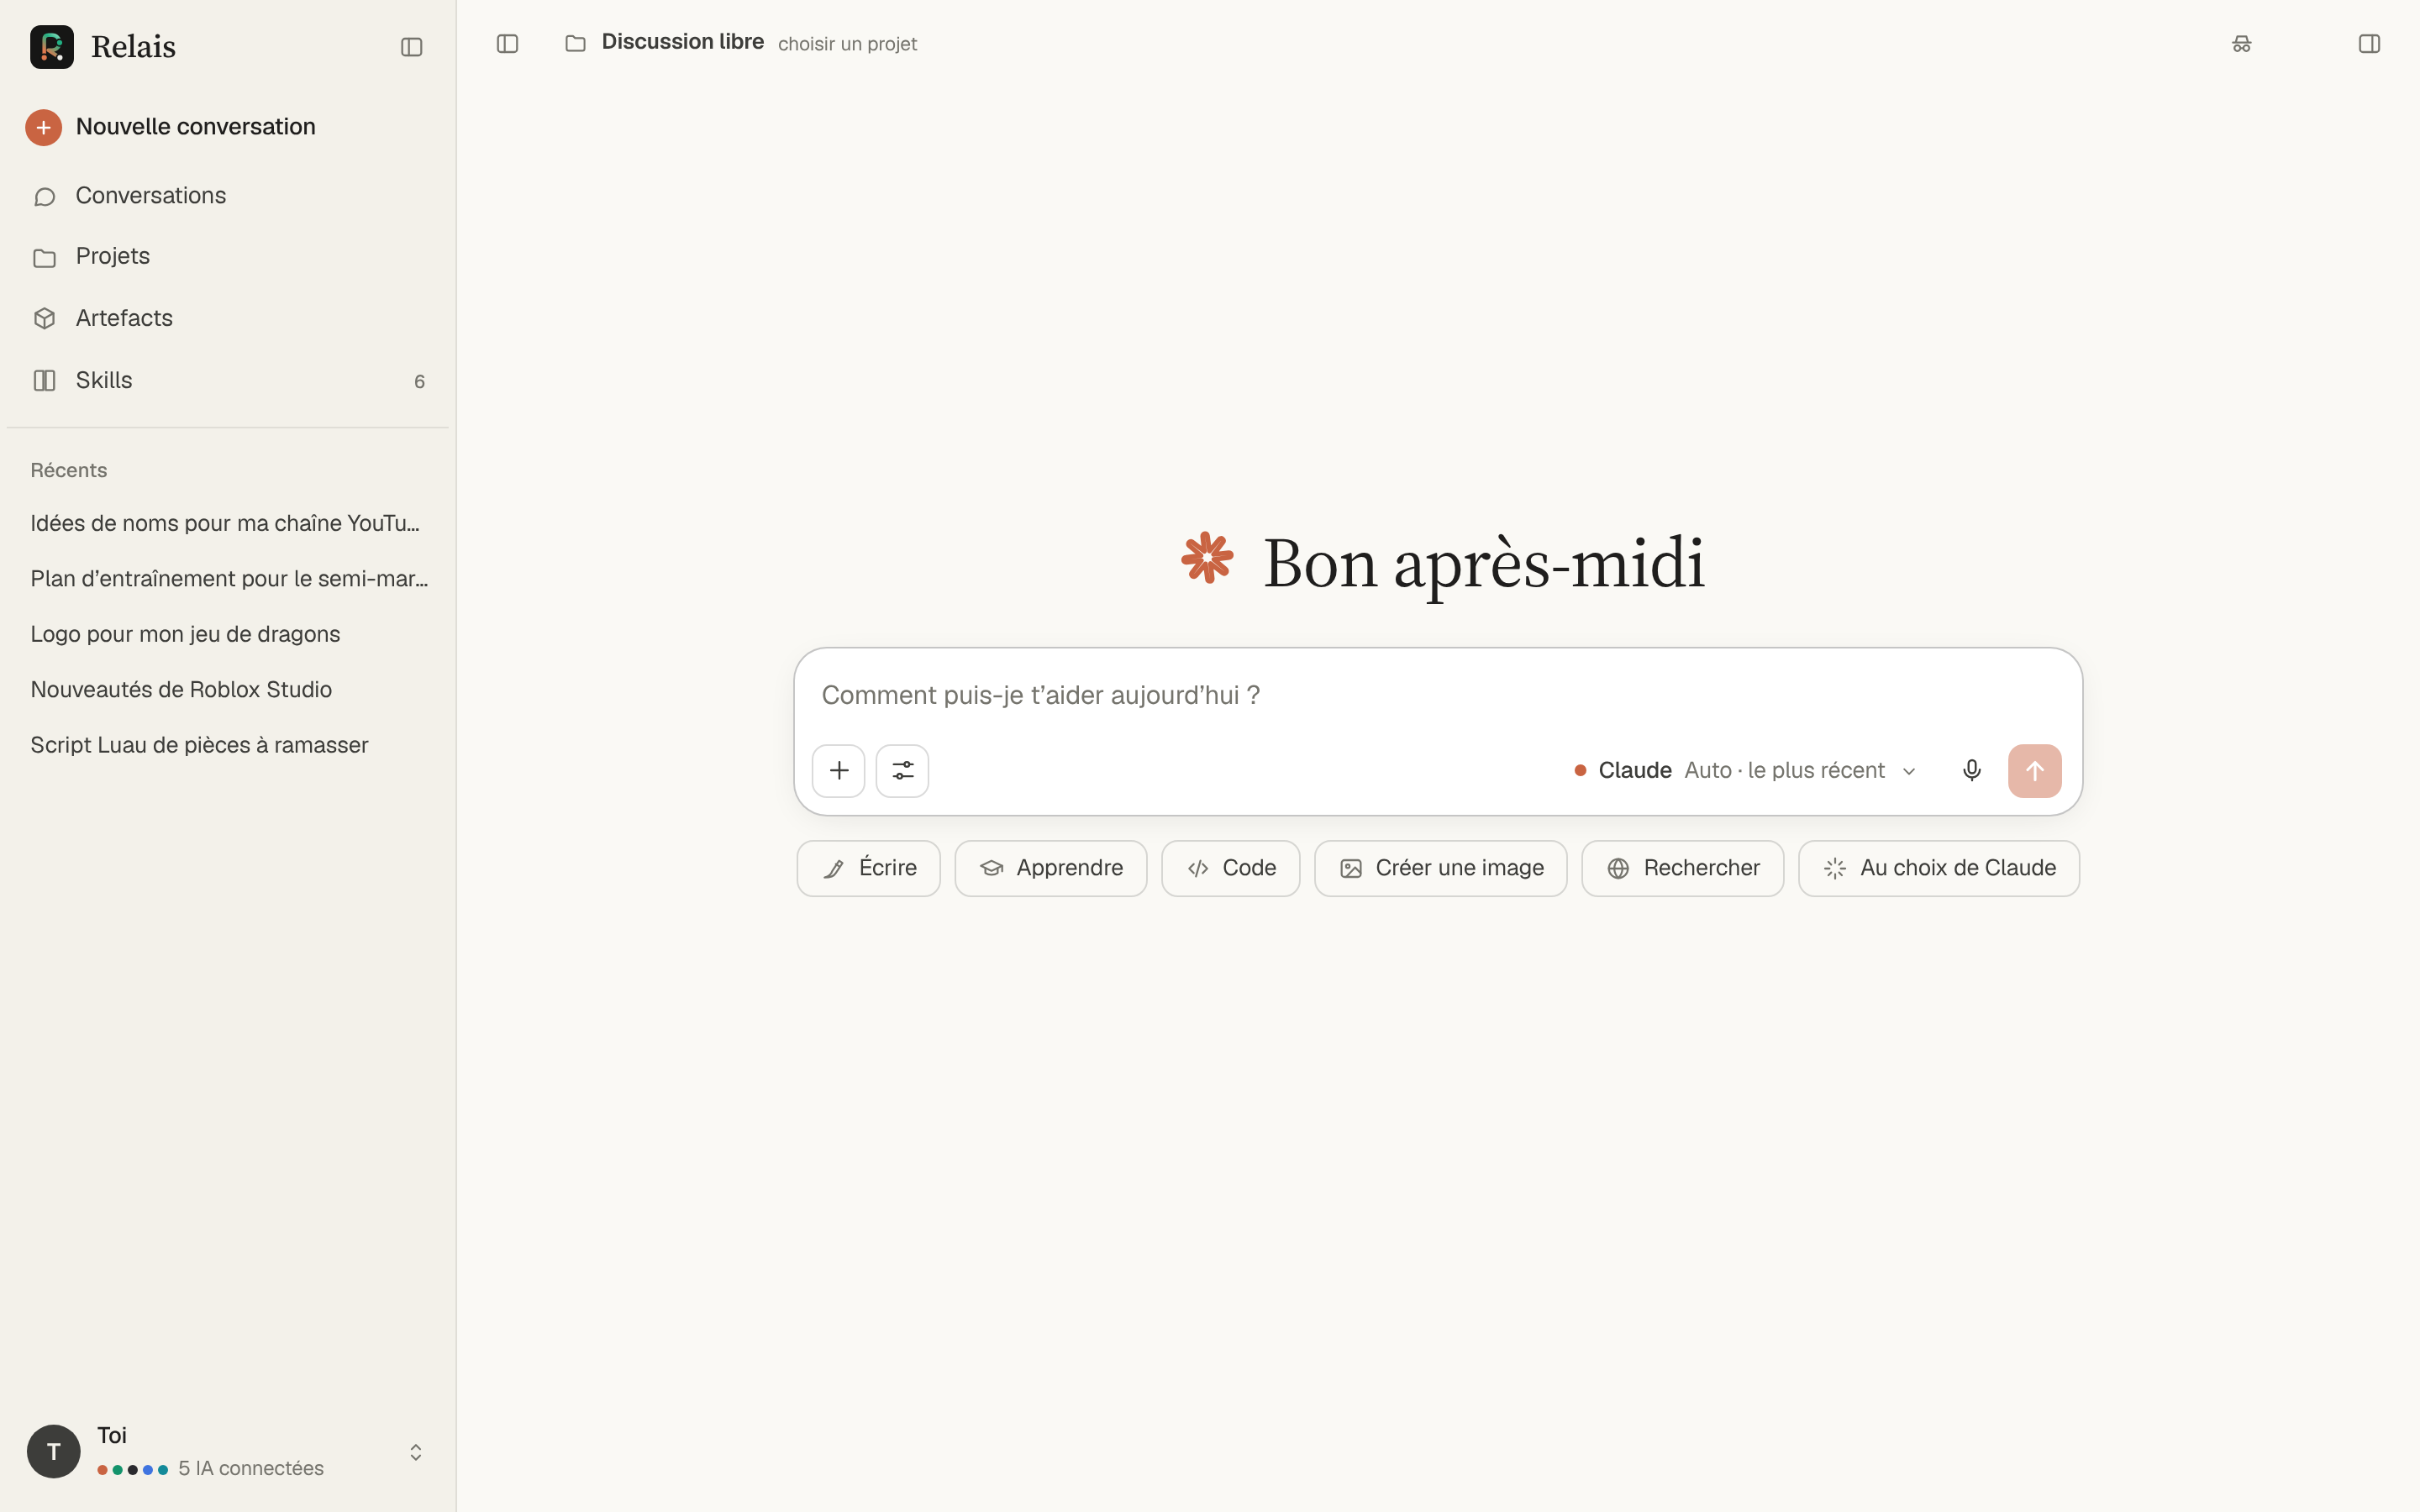 Relais
Nouvelle conversation
Conversations
Projets
Artefacts
Skills 6
Récents
Idées de noms pour ma chaîne YouTu...
Plan d’entraînement pour le semi-mar...
Logo pour mon jeu de dragons
Nouveautés de Roblox Studio
Script Luau de pièces à ramasser
T
Toi
5 IA connectées
Discussion libre choisir un projet
Bon après-midi
Comment puis-je t’aider aujourd’hui ?
Claude Auto · le plus récent
Écrire Apprendre Code Créer une image Rechercher Au choix de Claude